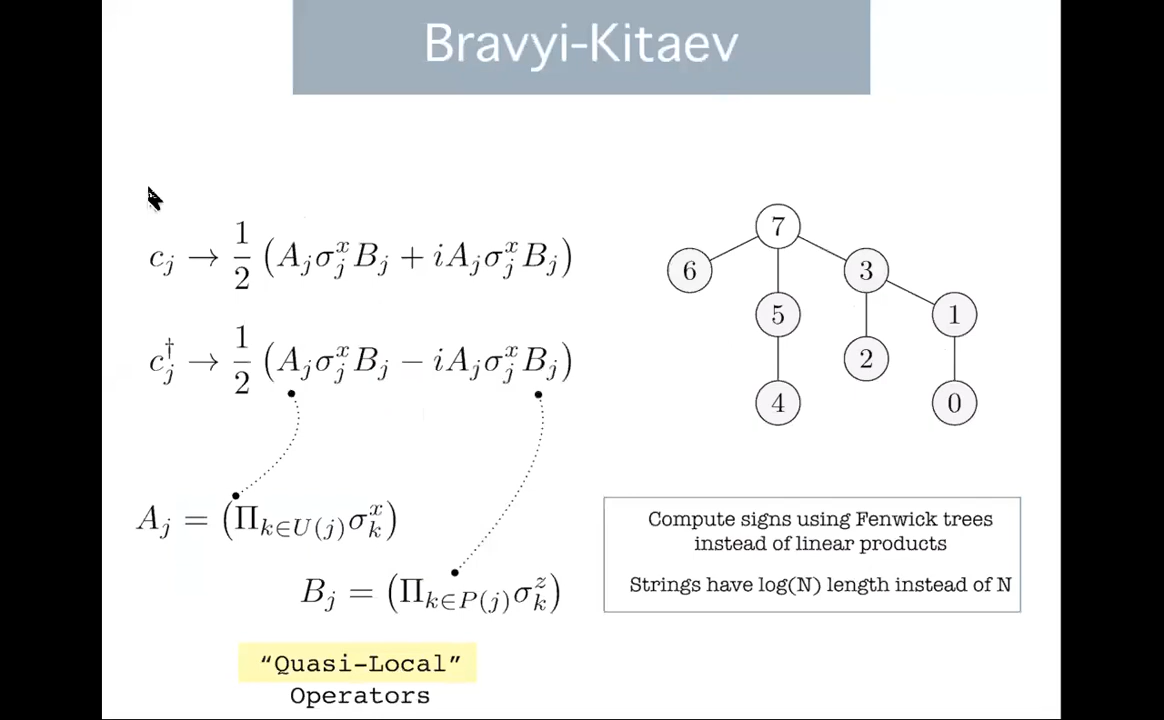 Bravyi-Kitaev
c_j → 1/2 (A_j σ_j^x B_j + i A_j σ_j^x B_j)
c_j^† → 1/2 (A_j σ_j^x B_j − i A_j σ_j^x B_j)
A_j = (Π_{k∈U(j)} σ_k^x)
B_j = (Π_{k∈P(j)} σ_k^z)
“Quasi-Local”
Operators
7
6
3
5
1
2
4
0
Compute signs using Fenwick trees
instead of linear products
Strings have log(N) length instead of N